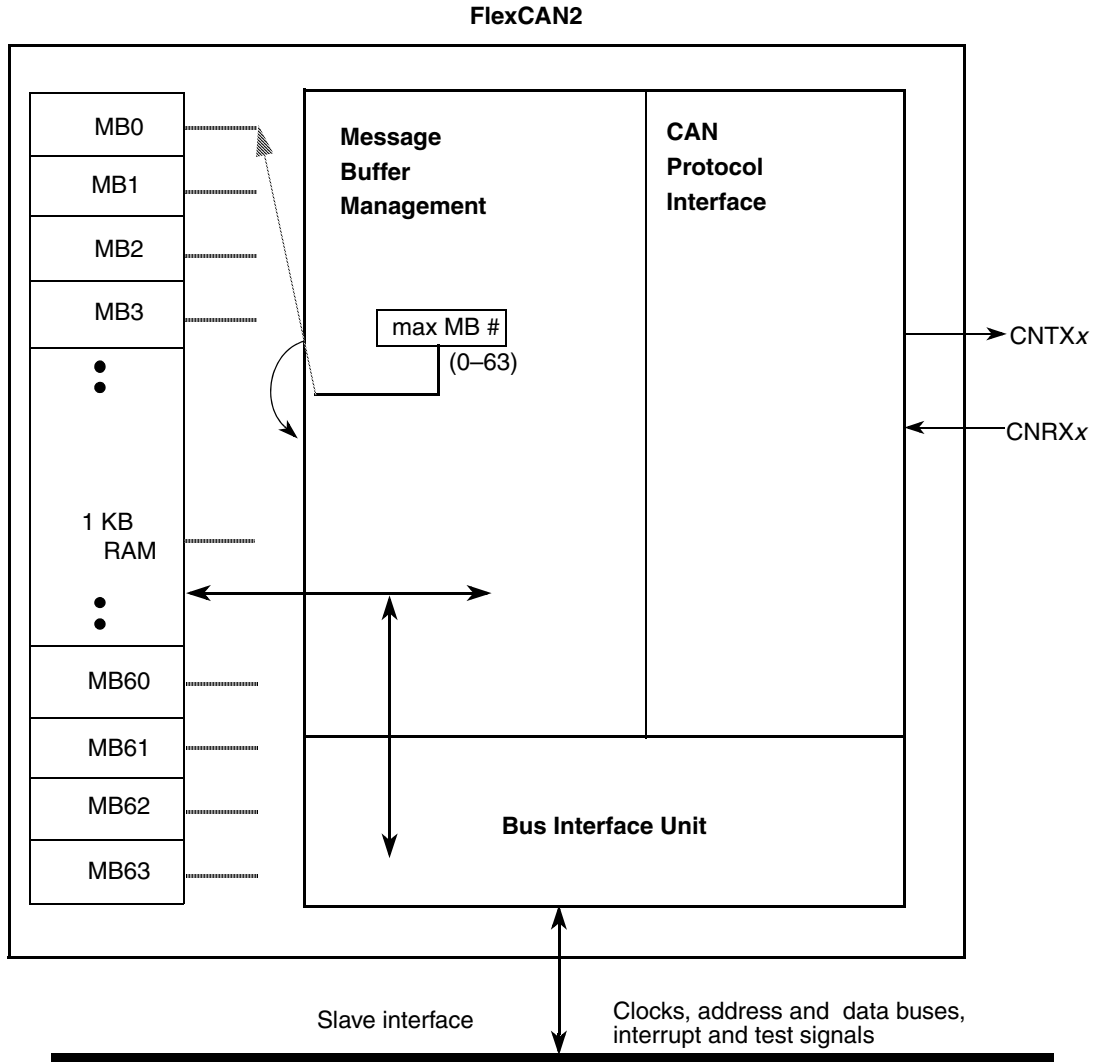 FlexCAN2
MB0
MB1
MB2
MB3
1 KB
RAM
MB60
MB61
MB62
MB63
Message
Buffer
Management
max MB #
(0–63)
CAN
Protocol
Interface
CNTXx
CNRXx
Bus Interface Unit
Slave interface
Clocks, address and data buses,
interrupt and test signals